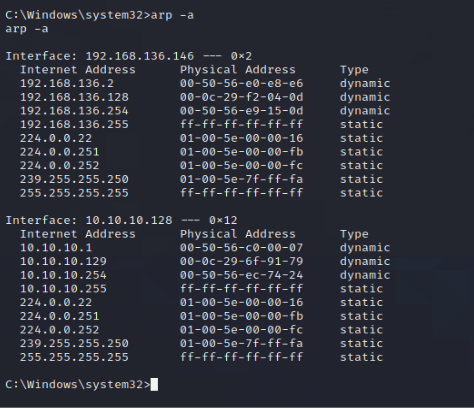 C:\Windows\system32>arp -a
arp -a
Interface: 192.168.136.146 --- 0×2
Internet Address Physical Address Type
192.168.136.2 00-50-56-e0-e8-e6 dynamic
192.168.136.128 00-0c-29-f2-04-0d dynamic
192.168.136.254 00-50-56-e9-15-0d dynamic
192.168.136.255 ff-ff-ff-ff-ff-ff static
224.0.0.22 01-00-5e-00-00-16 static
224.0.0.251 01-00-5e-00-00-fb static
224.0.0.252 01-00-5e-00-00-fc static
239.255.255.250 01-00-5e-7f-ff-fa static
255.255.255.255 ff-ff-ff-ff-ff-ff static
Interface: 10.10.10.128 --- 0×12
Internet Address Physical Address Type
10.10.10.1 00-50-56-c0-00-07 dynamic
10.10.10.129 00-0c-29-6f-91-79 dynamic
10.10.10.254 00-50-56-ec-74-24 dynamic
10.10.10.255 ff-ff-ff-ff-ff-ff static
224.0.0.22 01-00-5e-00-00-16 static
224.0.0.251 01-00-5e-00-00-fb static
224.0.0.252 01-00-5e-00-00-fc static
239.255.255.250 01-00-5e-7f-ff-fa static
255.255.255.255 ff-ff-ff-ff-ff-ff static
C:\Windows\system32>